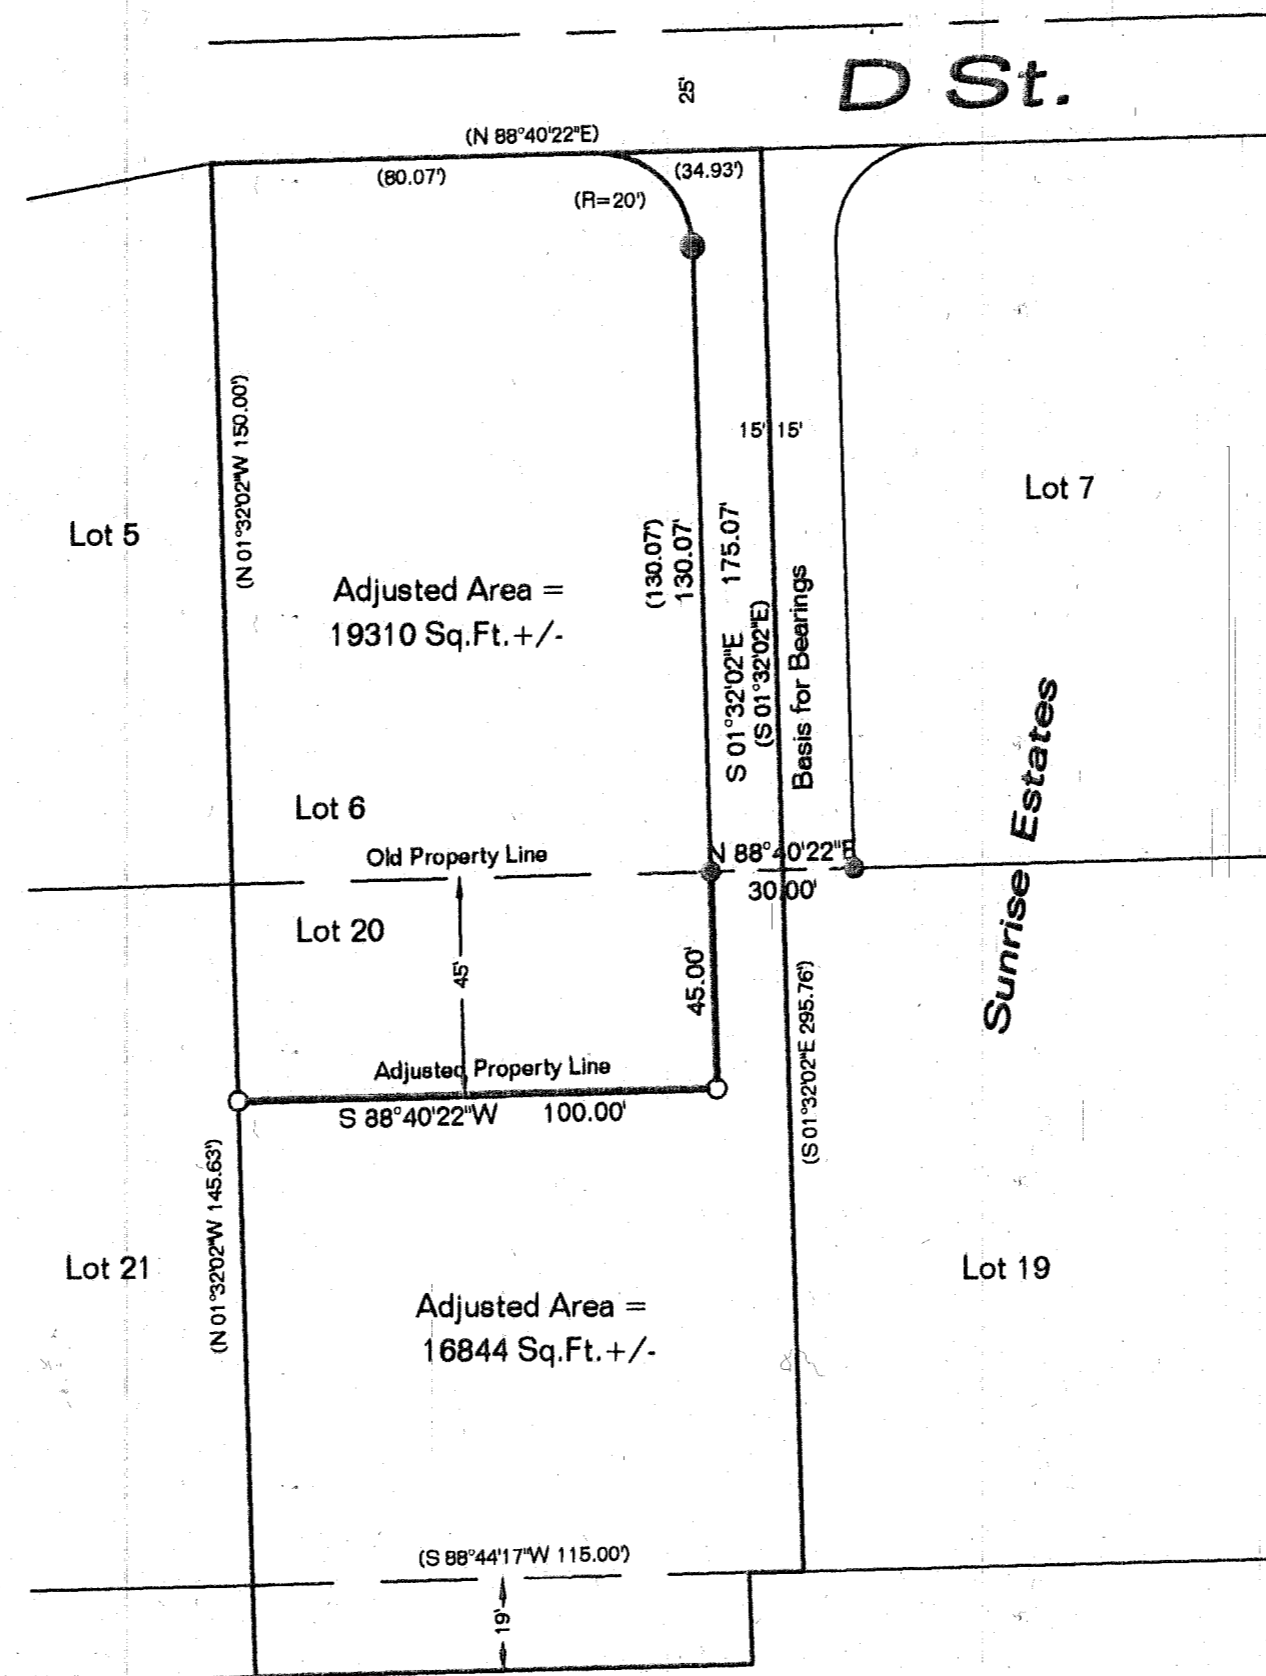 D St.
25'
(N 88°40'22"E)
(80.07')
(34.93')
(R=20')
(N 01°32'02"W 150.00')
15' 15'
Lot 7
Lot 5
(130.07')
130.07'
175.07'
S 01°32'02"E
(S 01°32'02"E)
Basis for Bearings
Adjusted Area =
19310 Sq.Ft.+/-
Sunrise Estates
Lot 6
Old Property Line
N 88°40'22"E
30.00'
Lot 20
45'
45.00'
(S 01°32'02"E 295.76')
Adjusted Property Line
S 88°40'22"W 100.00'
(N 01°32'02"W 145.63')
Lot 21
Lot 19
Adjusted Area =
16844 Sq.Ft.+/-
(S 88°44'17"W 115.00')
19'